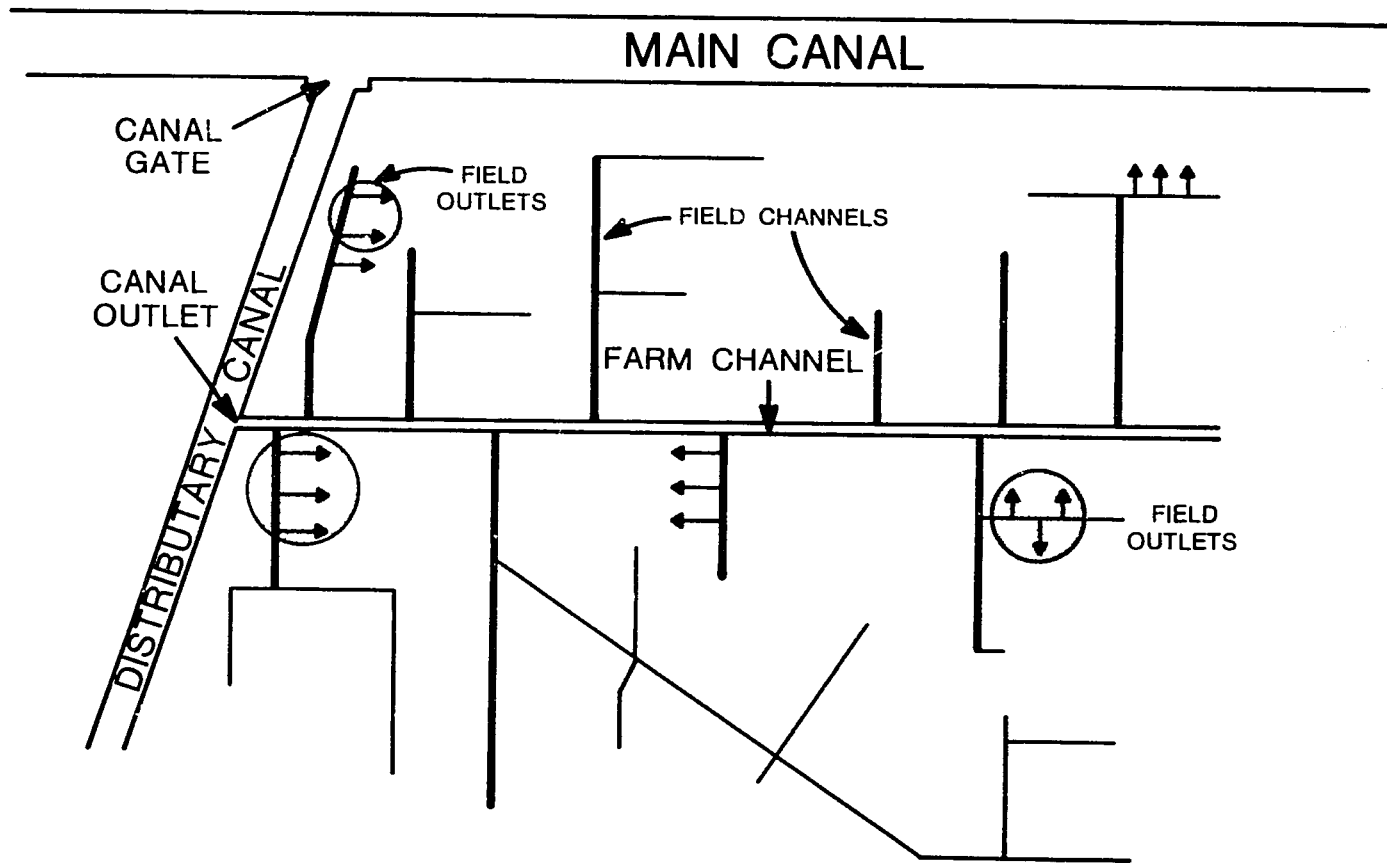 MAIN CANAL
CANAL
GATE
FIELD
OUTLETS
FIELD CHANNELS
CANAL
OUTLET
DISTRIBUTARY CANAL
FARM CHANNEL
FIELD
OUTLETS